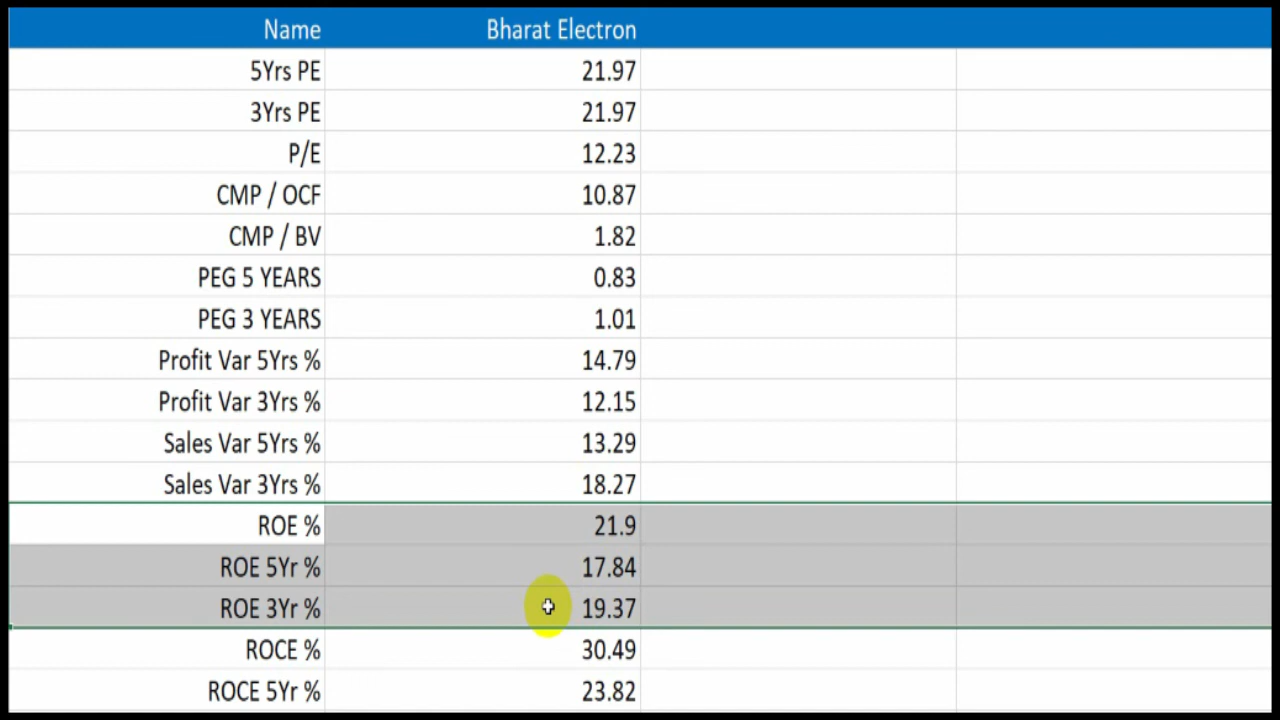 Name Bharat Electron
5Yrs PE 21.97
3Yrs PE 21.97
P/E 12.23
CMP / OCF 10.87
CMP / BV 1.82
PEG 5 YEARS 0.83
PEG 3 YEARS 1.01
Profit Var 5Yrs % 14.79
Profit Var 3Yrs % 12.15
Sales Var 5Yrs % 13.29
Sales Var 3Yrs % 18.27
ROE % 21.9
ROE 5Yr % 17.84
ROE 3Yr % 19.37
ROCE % 30.49
ROCE 5Yr % 23.82